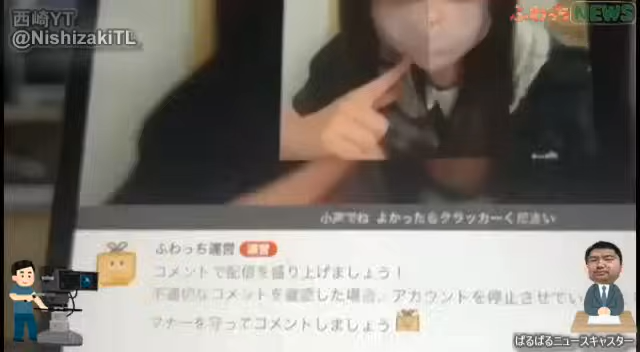 西崎YT
@NishizakiTL
ふわっちNEWS
小声でね よかったらクラッカーください
ふわっち運営 運営
コメントで配信を盛り上げましょう！
不適切なコメントを確認した場合、アカウントを停止させてい
マナーを守ってコメントしましょう
ぱるぱるニュースキャスター